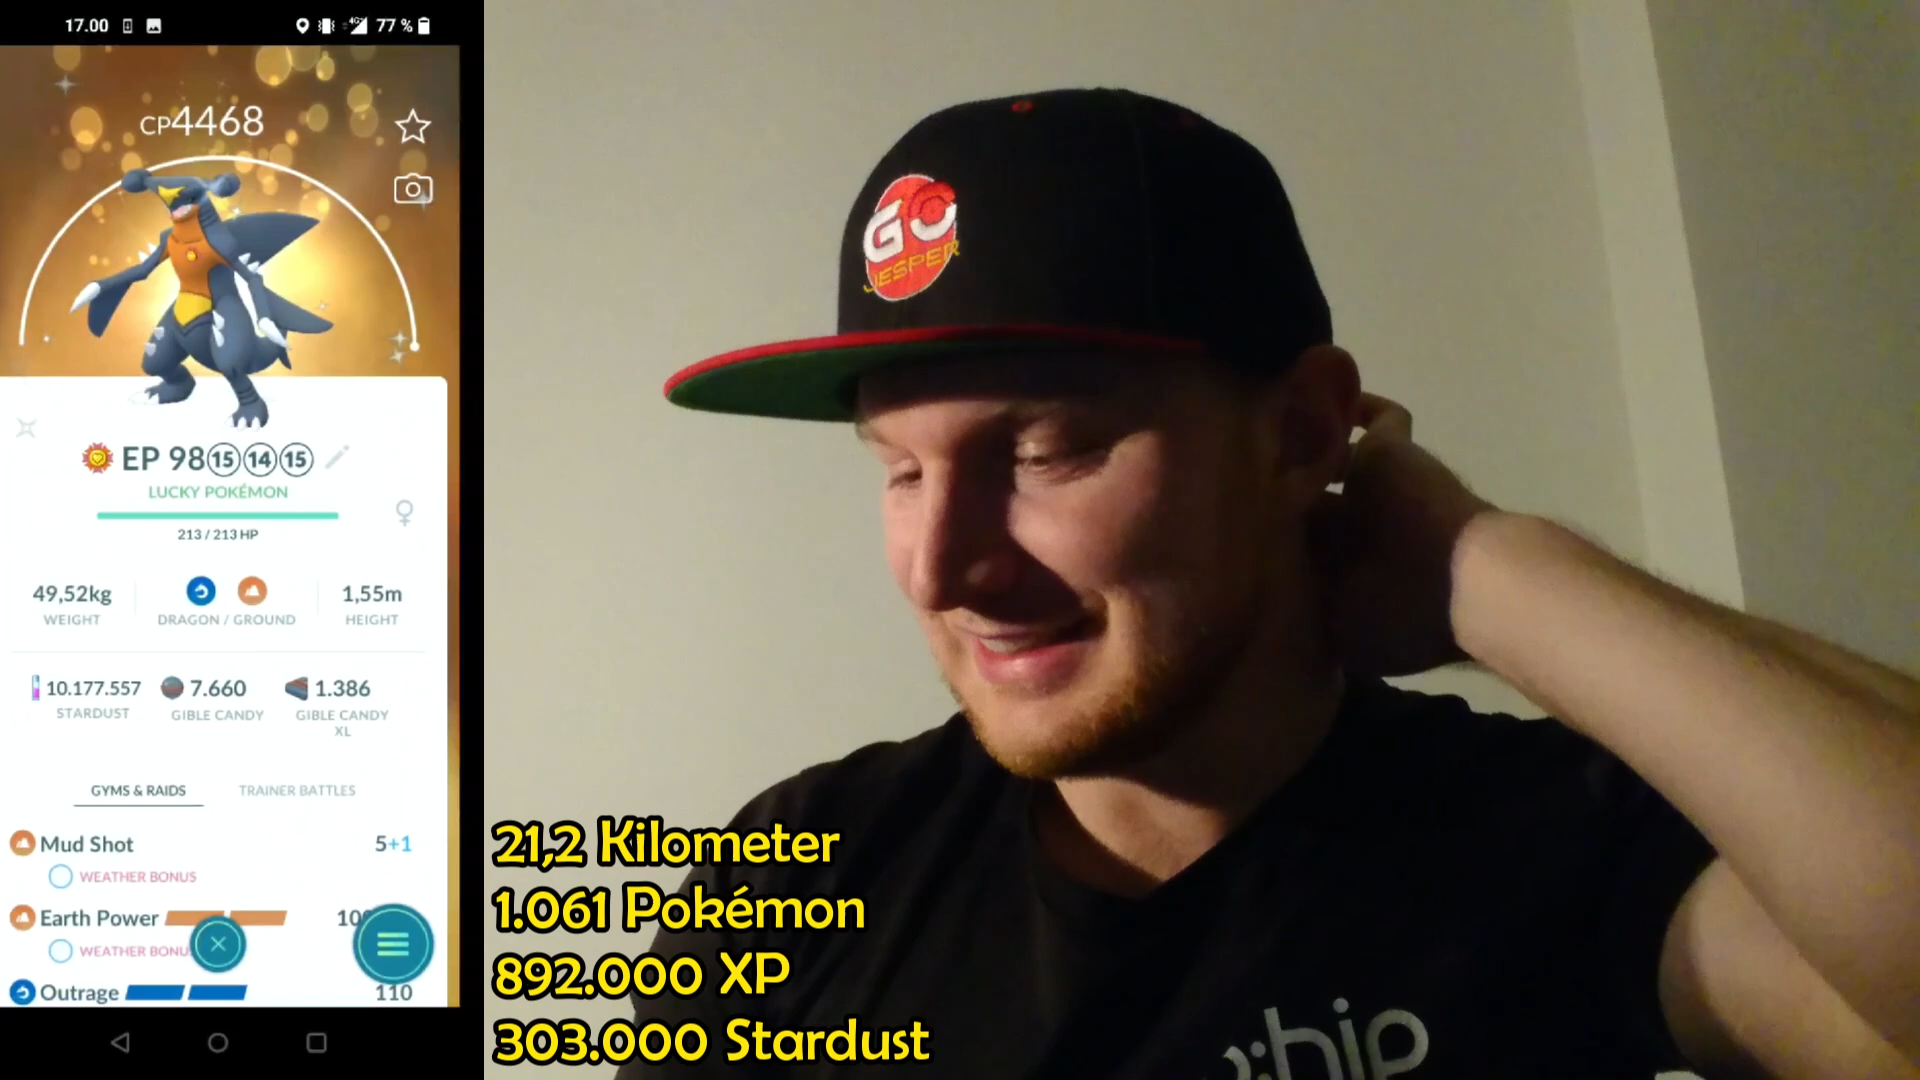 17.00
4G
77 %
CP4468
EP 98 15 14 15
LUCKY POKÉMON
213 / 213 HP
49,52kg
WEIGHT
DRAGON / GROUND
1,55m
HEIGHT
10.177.557
STARDUST
7.660
GIBLE CANDY
1.386
GIBLE CANDY
XL
GYMS & RAIDS
TRAINER BATTLES
Mud Shot
5+1
WEATHER BONUS
Earth Power
WEATHER BONU
Outrage
110
GO
JESPER
21,2 Kilometer
1.061 Pokémon
892.000 XP
303.000 Stardust